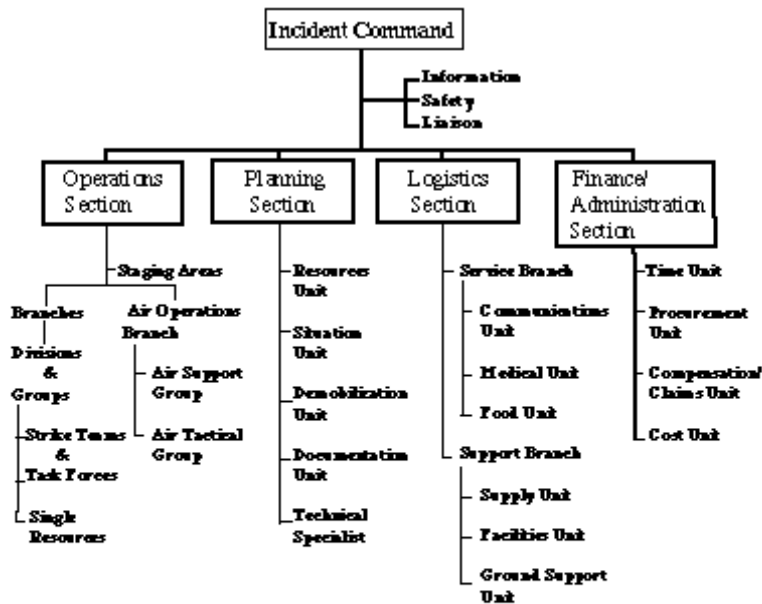 Incident Command
Information
Safety
Liaison
Operations
Section
Planning
Section
Logistics
Section
Finance/
Administration
Section
Staging Areas
Branches
Air Operations
Branch
Divisions
&
Groups
Air Support
Group
Strike Teams
&
Task Forces
Air Tactical
Group
Single
Resources
Resources
Unit
Situation
Unit
Demobilization
Unit
Documentation
Unit
Technical
Specialist
Service Branch
Communications
Unit
Medical Unit
Food Unit
Support Branch
Supply Unit
Facilities Unit
Ground Support
Unit
Time Unit
Procurement
Unit
Compensation/
Claims Unit
Cost Unit